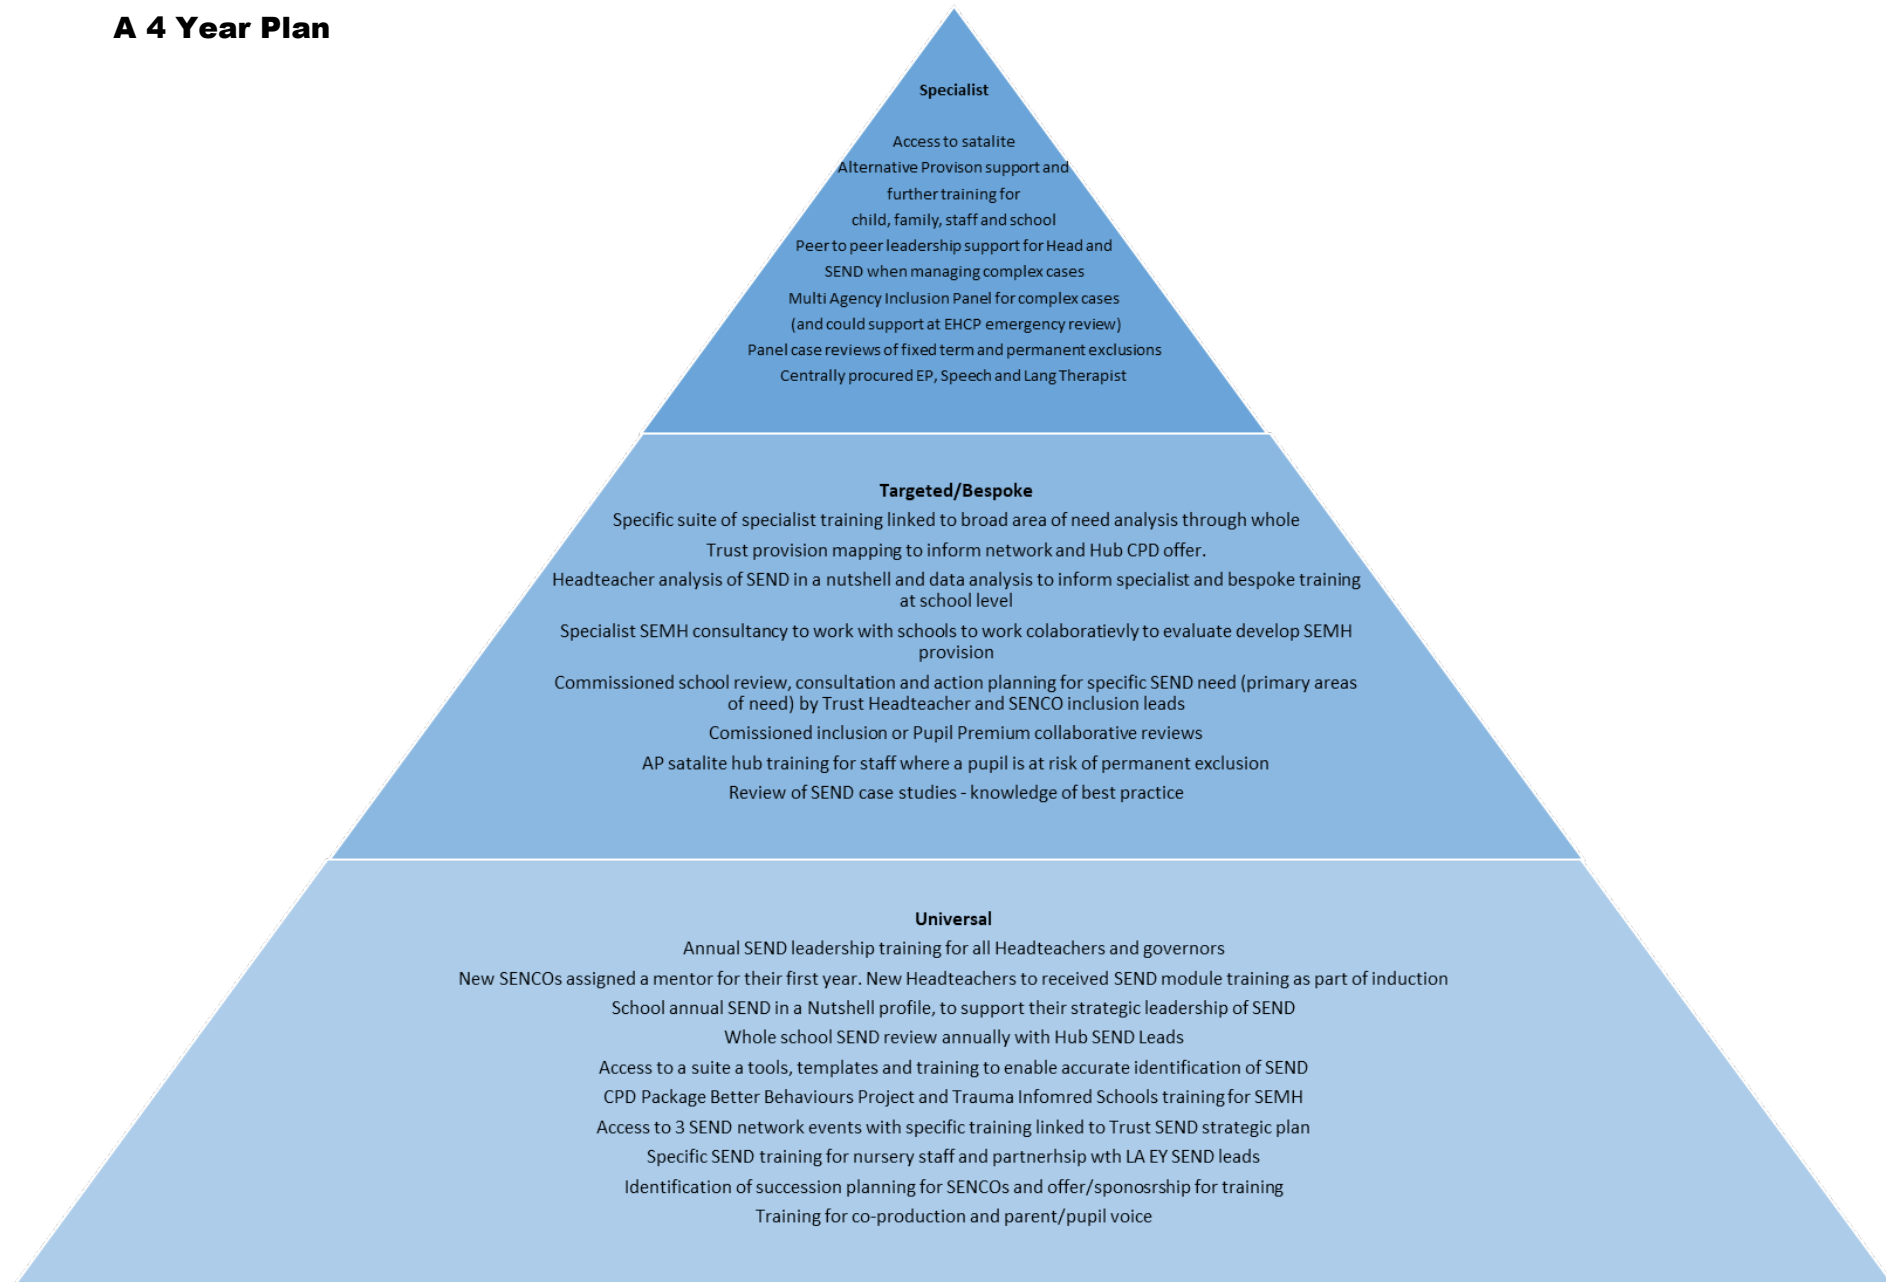 A 4 Year Plan
Specialist
Access to satalite
Alternative Provison support and
further training for
child, family, staff and school
Peer to peer leadership support for Head and
SEND when managing complex cases
Multi Agency Inclusion Panel for complex cases
(and could support at EHCP emergency review)
Panel case reviews of fixed term and permanent exclusions
Centrally procured EP, Speech and Lang Therapist
Targeted/Bespoke
Specific suite of specialist training linked to broad area of need analysis through whole
Trust provision mapping to inform network and Hub CPD offer.
Headteacher analysis of SEND in a nutshell and data analysis to inform specialist and bespoke training
at school level
Specialist SEMH consultancy to work with schools to work colaboratievly to evaluate develop SEMH
provision
Commissioned school review, consultation and action planning for specific SEND need (primary areas
of need) by Trust Headteacher and SENCO inclusion leads
Comissioned inclusion or Pupil Premium collaborative reviews
AP satalite hub training for staff where a pupil is at risk of permanent exclusion
Review of SEND case studies - knowledge of best practice
Universal
Annual SEND leadership training for all Headteachers and governors
New SENCOs assigned a mentor for their first year. New Headteachers to received SEND module training as part of induction
School annual SEND in a Nutshell profile, to support their strategic leadership of SEND
Whole school SEND review annually with Hub SEND Leads
Access to a suite a tools, templates and training to enable accurate identification of SEND
CPD Package Better Behaviours Project and Trauma Infomred Schools training for SEMH
Access to 3 SEND network events with specific training linked to Trust SEND strategic plan
Specific SEND training for nursery staff and partnerhsip wth LA EY SEND leads
Identification of succession planning for SENCOs and offer/sponosrship for training
Training for co-production and parent/pupil voice